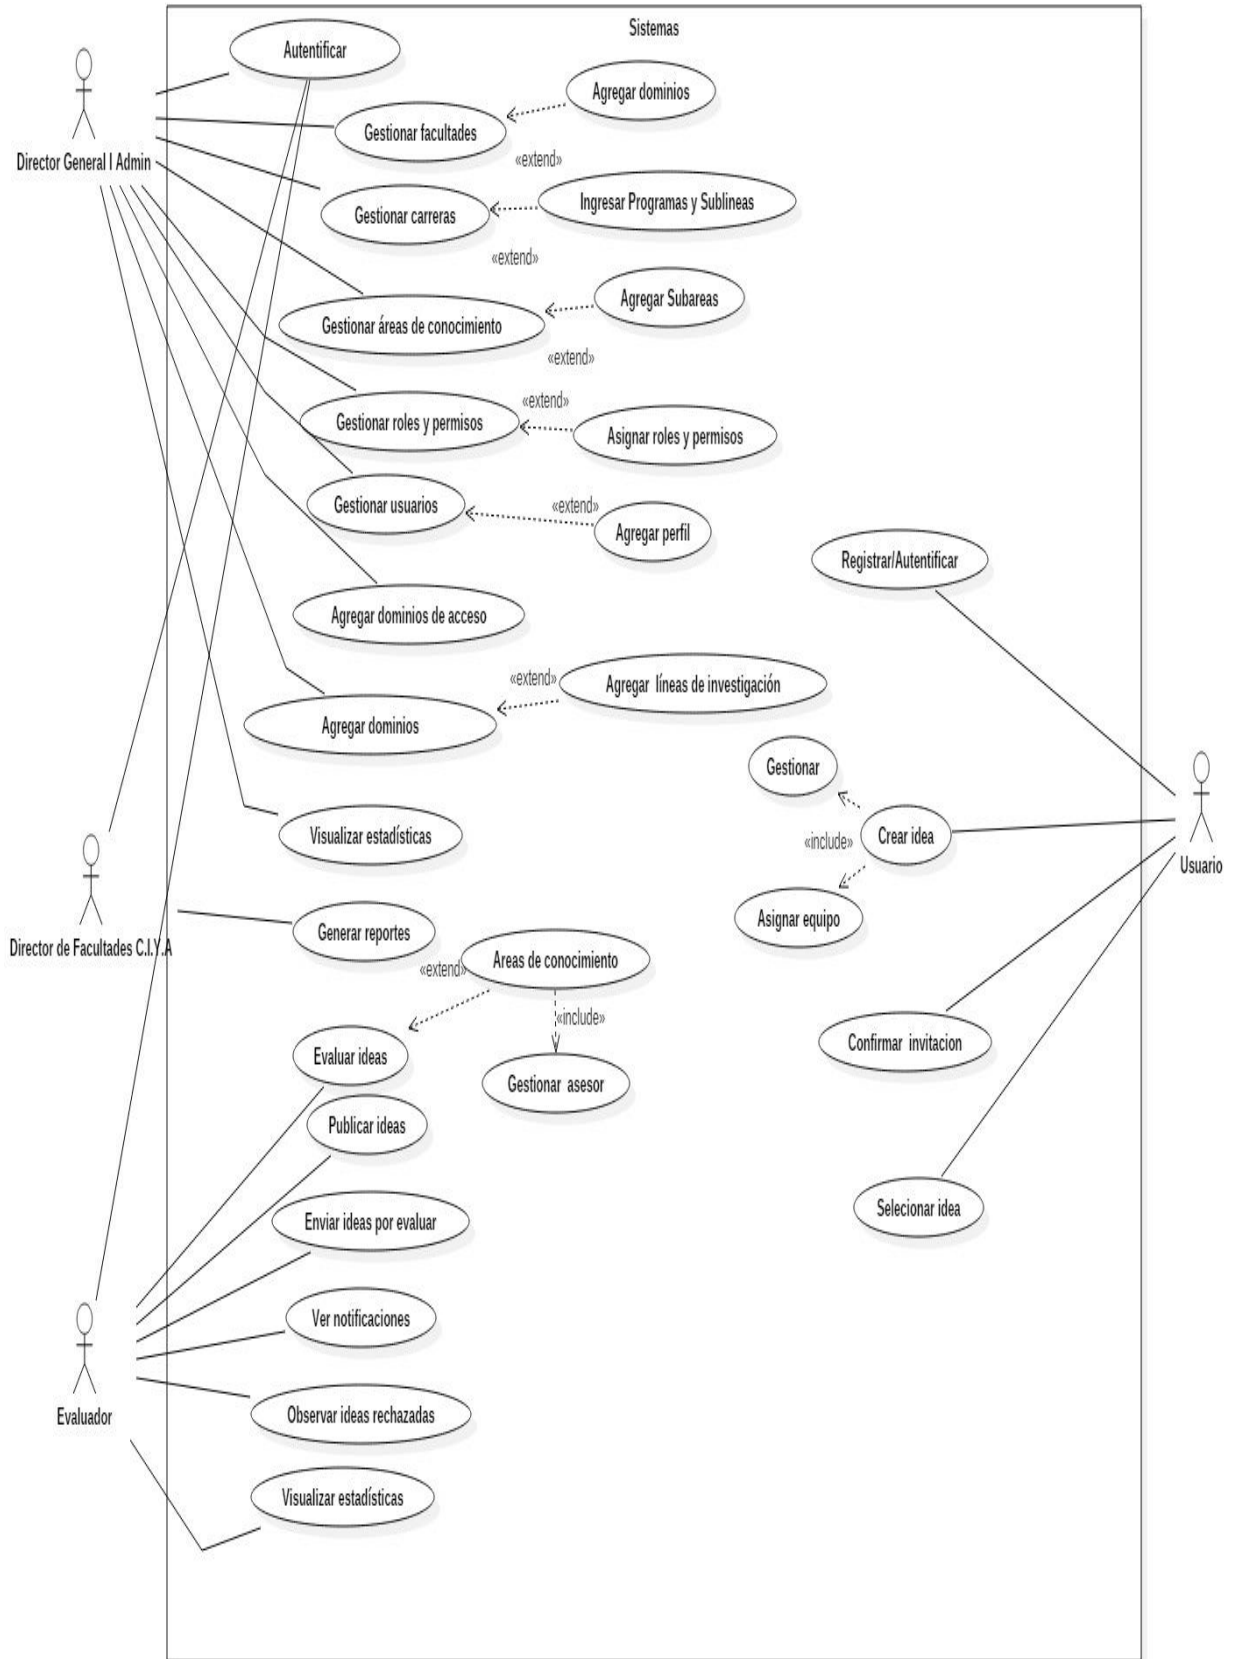 Sistemas
Autentificar
Agregar dominios
Gestionar facultades
«extend»
Director General I Admin
Ingresar Programas y Sublineas
Gestionar carreras
«extend»
Agregar Subareas
Gestionar áreas de conocimiento
«extend»
«extend»
Gestionar roles y permisos
Asignar roles y permisos
Gestionar usuarios
«extend»
Agregar perfil
Registrar/Autentificar
Agregar dominios de acceso
«extend»
Agregar líneas de investigación
Agregar dominios
Gestionar
Visualizar estadísticas
«include»
Crear idea
Usuario
Asignar equipo
Generar reportes
Director de Facultades C.I.Y.A
Areas de conocimiento
«extend»
«include»
Confirmar invitacion
Evaluar ideas
Gestionar asesor
Publicar ideas
Selecionar idea
Enviar ideas por evaluar
Ver notificaciones
Evaluador
Observar ideas rechazadas
Visualizar estadísticas